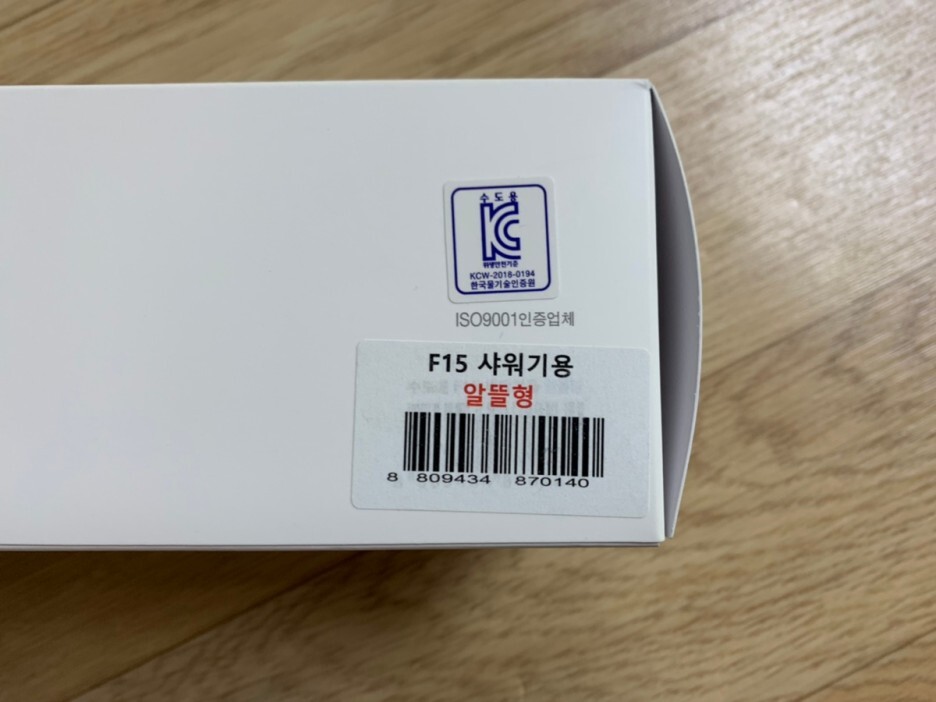 수도용
KC
위생안전기준
KCW-2018-0194
한국물기술인증원
ISO9001인증업체
F15 샤워기용
알뜰형
8 809434 870140